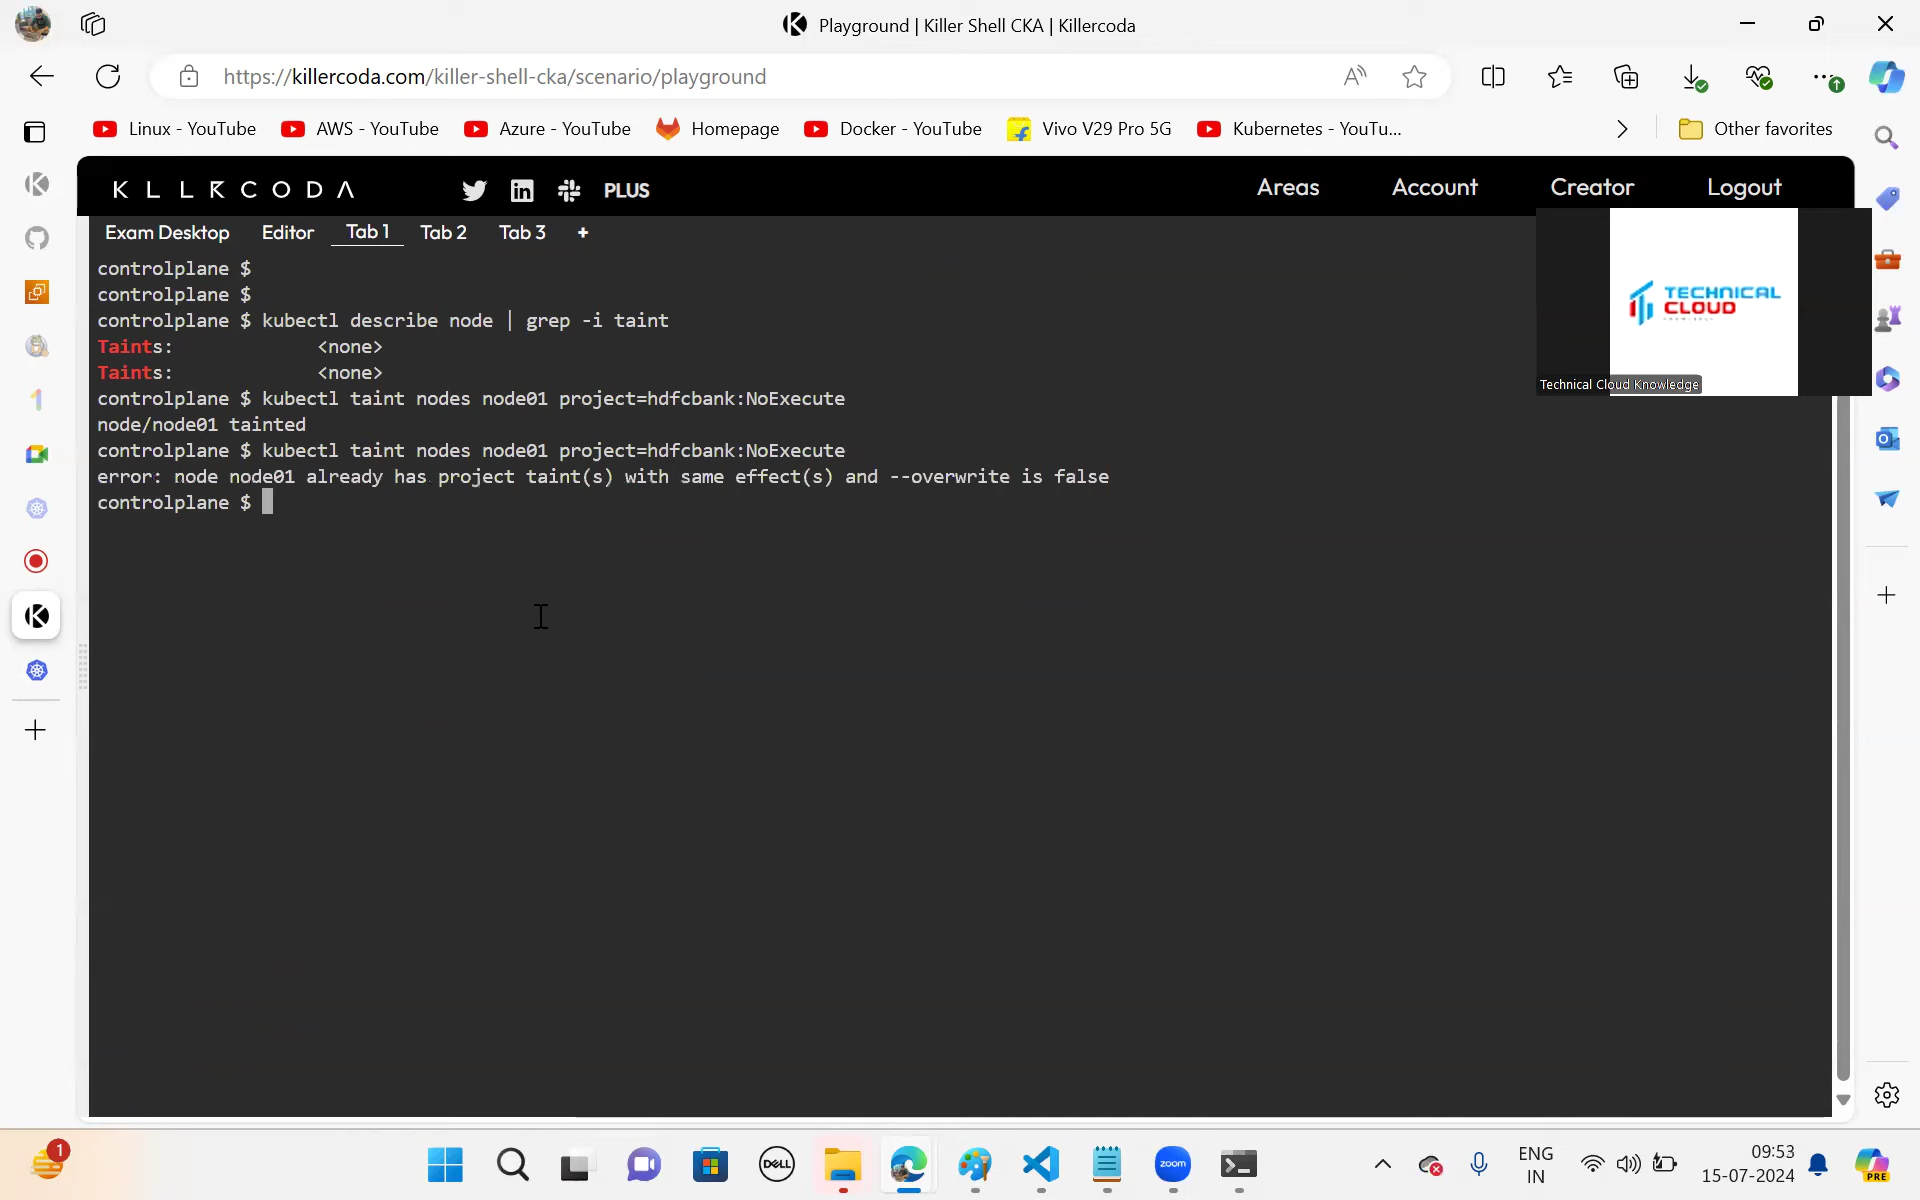 Playground | Killer Shell CKA | Killercoda
https://killercoda.com/killer-shell-cka/scenario/playground
Linux - YouTube
AWS - YouTube
Azure - YouTube
Homepage
Docker - YouTube
Vivo V29 Pro 5G
Kubernetes - YouTu...
Other favorites
KLLRCODA
PLUS
Areas
Account
Creator
Logout
Exam Desktop
Editor
Tab 1
Tab 2
Tab 3
+
controlplane $
controlplane $
controlplane $ kubectl describe node | grep -i taint
Taints: <none>
Taints: <none>
controlplane $ kubectl taint nodes node01 project=hdfcbank:NoExecute
node/node01 tainted
controlplane $ kubectl taint nodes node01 project=hdfcbank:NoExecute
error: node node01 already has project taint(s) with same effect(s) and --overwrite is false
controlplane $
TECHNICAL
CLOUD
Technical Cloud Knowledge
1
DELL
zoom
ENG
IN
09:53
15-07-2024
PRE